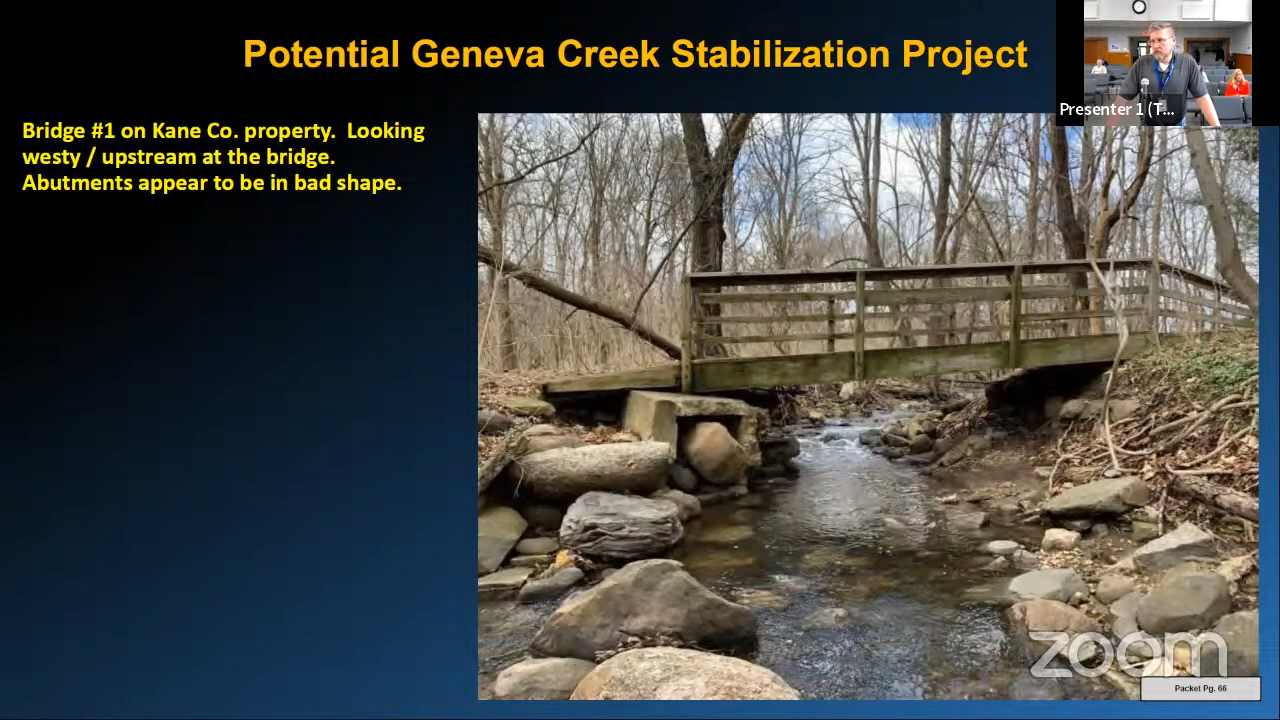 Potential Geneva Creek Stabilization Project
Presenter 1 (T...
Bridge #1 on Kane Co. property. Looking
westy / upstream at the bridge.
Abutments appear to be in bad shape.
zoom
Packet Pg. 66